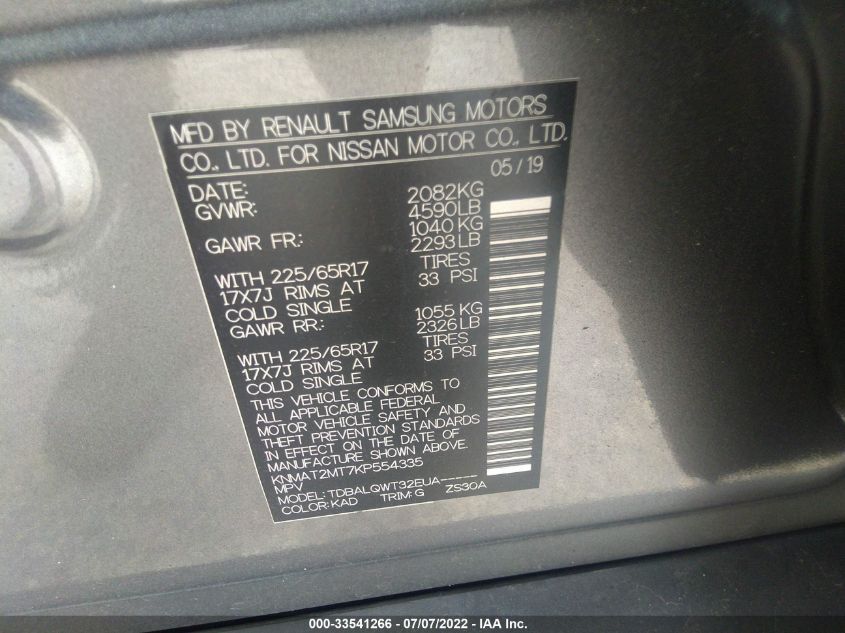 MFD BY RENAULT SAMSUNG MOTORS
CO., LTD. FOR NISSAN MOTOR CO., LTD.
05/19
DATE:
GVWR: 2082KG
4590LB
GAWR FR.: 1040 KG
2293 LB
WITH 225/65R17 TIRES
17X7J RIMS AT 33 PSI
COLD SINGLE
GAWR RR.: 1055 KG
2326 LB
WITH 225/65R17 TIRES
17X7J RIMS AT 33 PSI
COLD SINGLE
THIS VEHICLE CONFORMS TO
ALL APPLICABLE FEDERAL
MOTOR VEHICLE SAFETY AND
THEFT PREVENTION STANDARDS
IN EFFECT ON THE DATE OF
MANUFACTURE SHOWN ABOVE.
KNMAT2MT7KP554335
MPV
MODEL: TDBALQWT32EUA-----
COLOR: KAD TRIM: G ZS30A
000-33541266 - 07/07/2022 - IAA Inc.